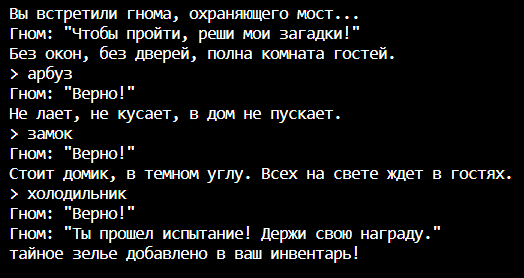 Вы встретили гнома, охраняющего мост...
Гном: "Чтобы пройти, реши мои загадки!"
Без окон, без дверей, полна комната гостей.
> арбуз
Гном: "Верно!"
Не лает, не кусает, в дом не пускает.
> замок
Гном: "Верно!"
Стоит домик, в темном углу. Всех на свете ждет в гостях.
> холодильник
Гном: "Верно!"
Гном: "Ты прошел испытание! Держи свою награду."
тайное зелье добавлено в ваш инвентарь!